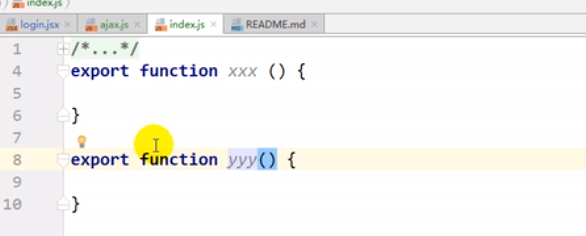 index.js
login.jsx ajax.js index.js README.md
1 /*...*/
4 export function xxx () {
5
6 }
7
8 export function yyy() {
9
10 }